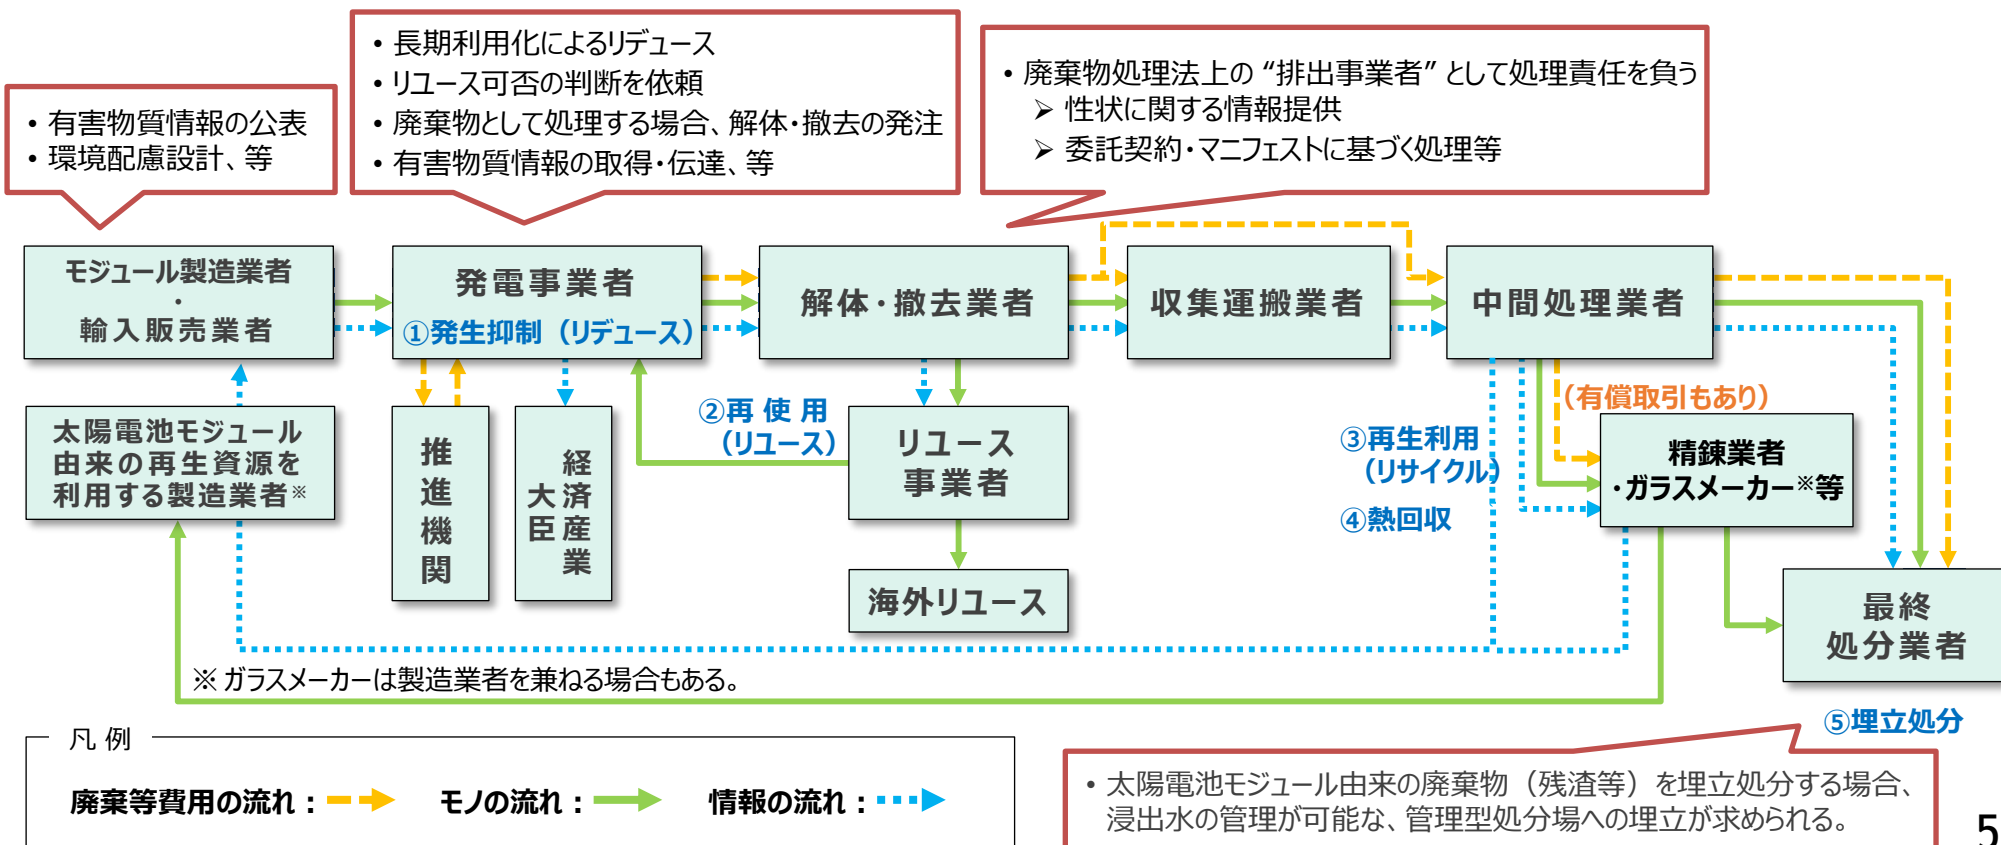 • 有害物質情報の公表
• 環境配慮設計、等
• 長期利用化によるリデュース
• リユース可否の判断を依頼
• 廃棄物として処理する場合、解体・撤去の発注
• 有害物質情報の取得・伝達、等
• 廃棄物処理法上の “排出事業者” として処理責任を負う
➢ 性状に関する情報提供
➢ 委託契約・マニフェストに基づく処理等
モジュール製造業者
・
輸入販売業者
発電事業者
①発生抑制（リデュース）
解体・撤去業者
収集運搬業者
中間処理業者
太陽電池モジュール
由来の再生資源を
利用する製造業者※
推進機関
経済産業
大臣
②再使用
（リユース）
リユース
事業者
海外リユース
③再生利用
（リサイクル）
④熱回収
（有償取引もあり）
精錬業者
・ガラスメーカー※等
最終
処分業者
※ ガラスメーカーは製造業者を兼ねる場合もある。
⑤埋立処分
凡例
廃棄等費用の流れ：
モノの流れ：
情報の流れ：
• 太陽電池モジュール由来の廃棄物（残渣等）を埋立処分する場合、
浸出水の管理が可能な、管理型処分場への埋立が求められる。
5